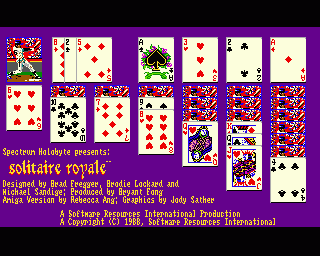 Spectrum Holobyte presents:
solitaire royale™
Designed by Brad Fregger, Brodie Lockard and
Michael Sandige; Produced by Bryant Fong
Amiga Version by Rebecca Ang; Graphics by Jody Sather
A Software Resources International Production
A Copyright (C) 1988, Software Resources International